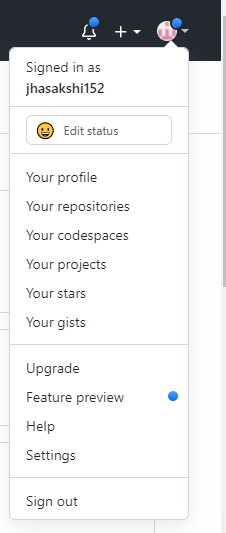 Signed in as
jhasakshi152
Edit status
Your profile
Your repositories
Your codespaces
Your projects
Your stars
Your gists
Upgrade
Feature preview
Help
Settings
Sign out